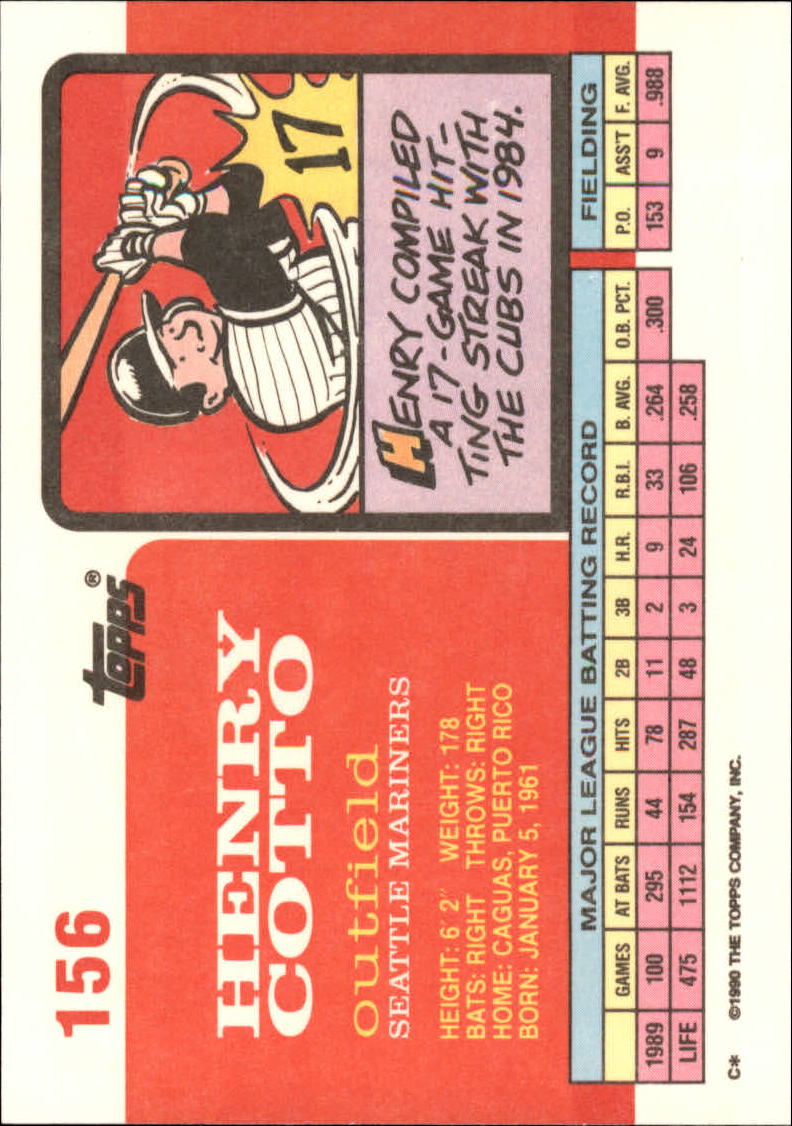 156
Topps®
HENRY
COTTO
outfield
SEATTLE MARINERS
HEIGHT: 6' 2" WEIGHT: 178
BATS: RIGHT THROWS: RIGHT
HOME: CAGUAS, PUERTO RICO
BORN: JANUARY 5, 1961
17
HENRY COMPILED
A 17-GAME HIT-
TING STREAK WITH
THE CUBS IN 1984.
MAJOR LEAGUE BATTING RECORD FIELDING
GAMES AT BATS RUNS HITS 2B 3B H.R. R.B.I. B. AVG. O.B. PCT. P.O. ASS'T F. AVG.
1989 100 295 44 78 11 2 9 33 .264 .300 153 9 .988
LIFE 475 1112 154 287 48 3 24 106 .258
C* ©1990 THE TOPPS COMPANY, INC.